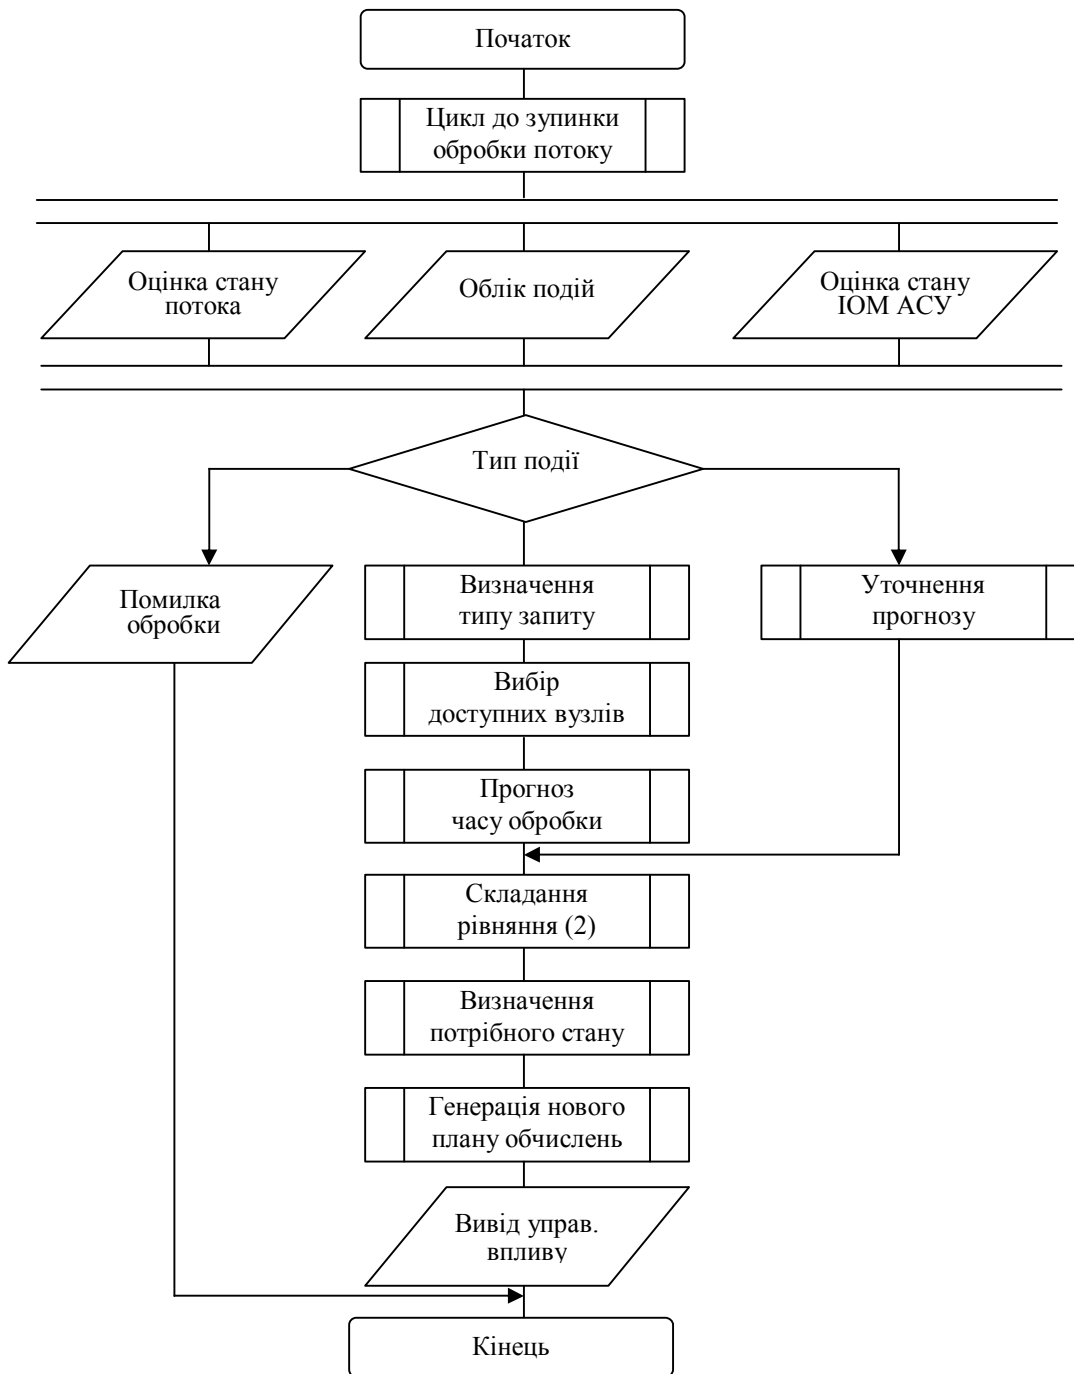 Початок
Цикл до зупинки
обробки потоку
Оцінка стану
потока
Облік подій
Оцінка стану
ІОМ АСУ
Тип події
Помилка
обробки
Визначення
типу запиту
Уточнення
прогнозу
Вибір
доступних вузлів
Прогноз
часу обробки
Складання
рівняння (2)
Визначення
потрібного стану
Генерація нового
плану обчислень
Вивід управ.
впливу
Кінець